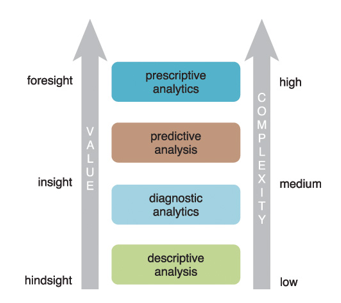 foresight
prescriptive
analytics
high
predictive
analysis
insight
medium
diagnostic
analytics
descriptive
analysis
hindsight
low
VALUE
COMPLEXITY